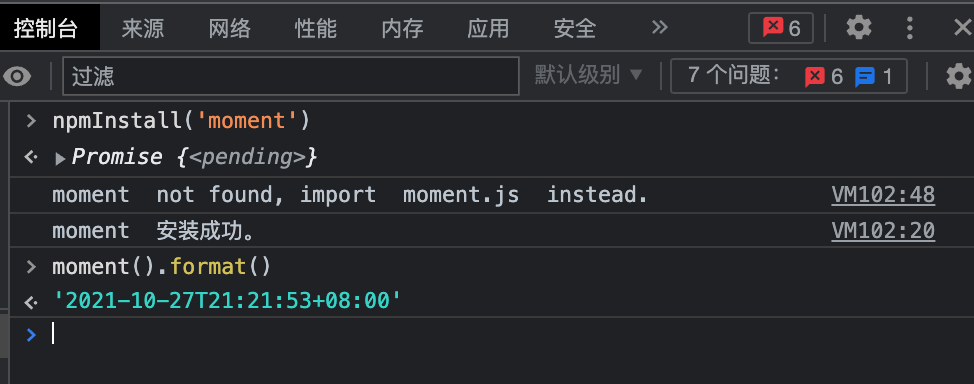 控制台 来源 网络 性能 内存 应用 安全 » 6
过滤 默认级别 ▼ 7 个问题： 6 1
> npmInstall('moment')
<· ▶ Promise {<pending>}
moment not found, import moment.js instead. VM102:48
moment 安装成功。 VM102:20
> moment().format()
<· '2021-10-27T21:21:53+08:00'
>